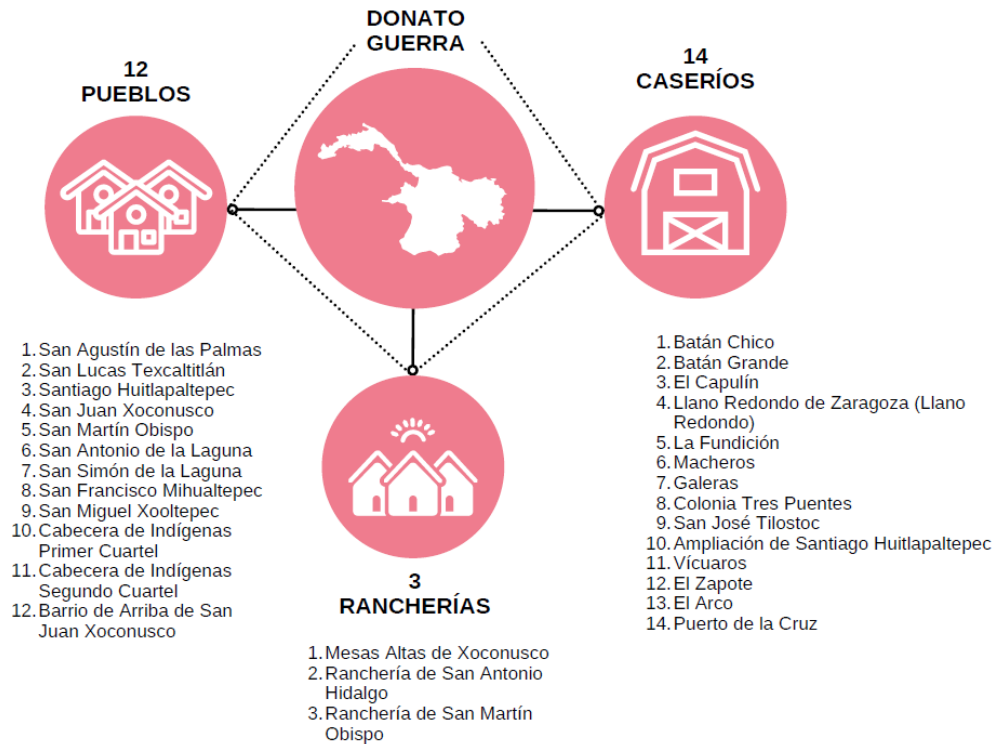 DONATO
GUERRA
12
PUEBLOS
14
CASERÍOS
1. San Agustín de las Palmas
2. San Lucas Texcaltitlán
3. Santiago Huitlapaltepec
4. San Juan Xoconusco
5. San Martín Obispo
6. San Antonio de la Laguna
7. San Simón de la Laguna
8. San Francisco Mihualtepec
9. San Miguel Xooltepec
10. Cabecera de Indígenas
Primer Cuartel
11. Cabecera de Indígenas
Segundo Cuartel
12. Barrio de Arriba de San
Juan Xoconusco
3
RANCHERÍAS
1. Mesas Altas de Xoconusco
2. Ranchería de San Antonio
Hidalgo
3. Ranchería de San Martín
Obispo
1. Batán Chico
2. Batán Grande
3. El Capulín
4. Llano Redondo de Zaragoza (Llano
Redondo)
5. La Fundición
6. Macheros
7. Galeras
8. Colonia Tres Puentes
9. San José Tilostoc
10. Ampliación de Santiago Huitlapaltepec
11. Vícuaros
12. El Zapote
13. El Arco
14. Puerto de la Cruz